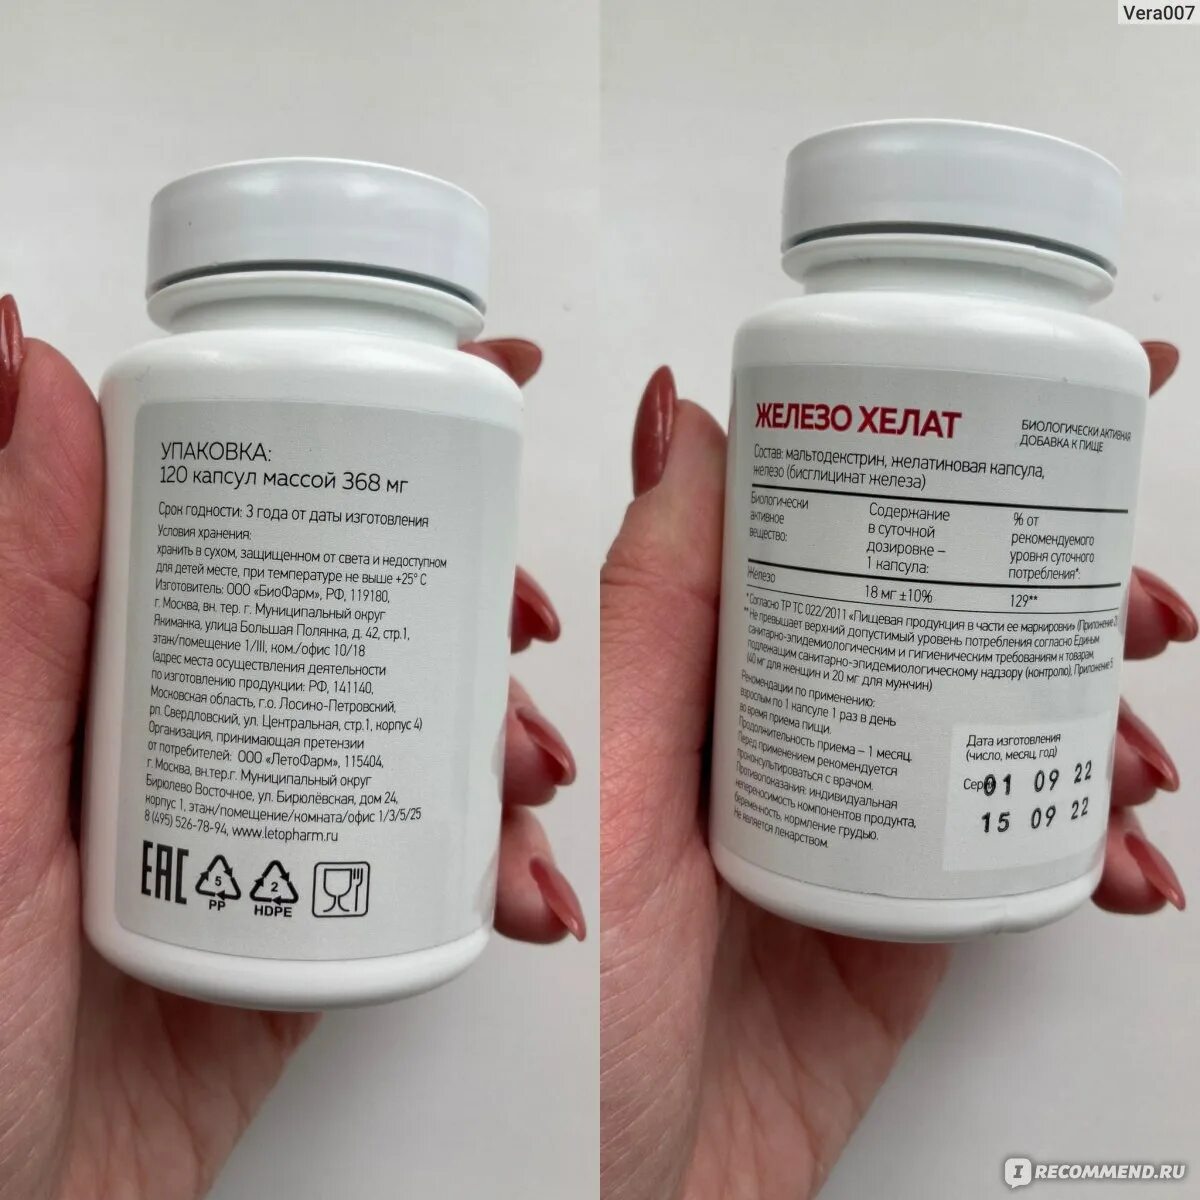 Vera007
УПАКОВКА:
120 капсул массой 368 мг
Срок годности: 3 года от даты изготовления
Условия хранения:
хранить в сухом, защищенном от света и недоступном
для детей месте, при температуре не выше +25° С
Изготовитель: ООО «БиоФарм», РФ, 119180,
г. Москва, вн. тер. г. Муниципальный округ
Якиманка, улица Большая Полянка, д. 42, стр.1,
этаж/помещение 1/III, ком./офис 10/18
(адрес места осуществления деятельности
по изготовлению продукции: РФ, 141140,
Московская область, г.о. Лосино-Петровский,
рп. Свердловский, ул. Центральная, стр.1, корпус 4)
Организация, принимающая претензии
от потребителей: ООО «ЛетоФарм», 115404,
г. Москва, вн.тер.г. Муниципальный округ
Бирюлево Восточное, ул. Бирюлёвская, дом 24,
корпус 1, этаж/помещение/комната/офис 1/3/5/25
8 (495) 526-78-94, www.letopharm.ru
EAC
5
PP
2
HDPE
ЖЕЛЕЗО ХЕЛАТ
БИОЛОГИЧЕСКИ АКТИВНАЯ
ДОБАВКА К ПИЩЕ
Состав: мальтодекстрин, желатиновая капсула,
железо (бисглицинат железа)
Биологически
активное
вещество:
Содержание
в суточной
дозировке –
1 капсула:
% от
рекомендуемого
уровня суточного
потребления*:
Железо
18 мг ±10%
129**
* Согласно ТР ТС 022/2011 «Пищевая продукция в части ее маркировки» (Приложение 2)
** Не превышает верхний допустимый уровень потребления согласно Единым
санитарно-эпидемиологическим и гигиеническим требованиям к товарам,
подлежащим санитарно-эпидемиологическому надзору (контролю), Приложение 5
(40 мг для женщин и 20 мг для мужчин)
Рекомендации по применению:
взрослым по 1 капсуле 1 раз в день
во время приема пищи.
Продолжительность приема – 1 месяц.
Перед применением рекомендуется
проконсультироваться с врачом.
Противопоказания: индивидуальная
непереносимость компонентов продукта,
беременность, кормление грудью.
Не является лекарством.
Дата изготовления
(число, месяц, год)
01 09 22
15 09 22
IRECOMMEND.RU